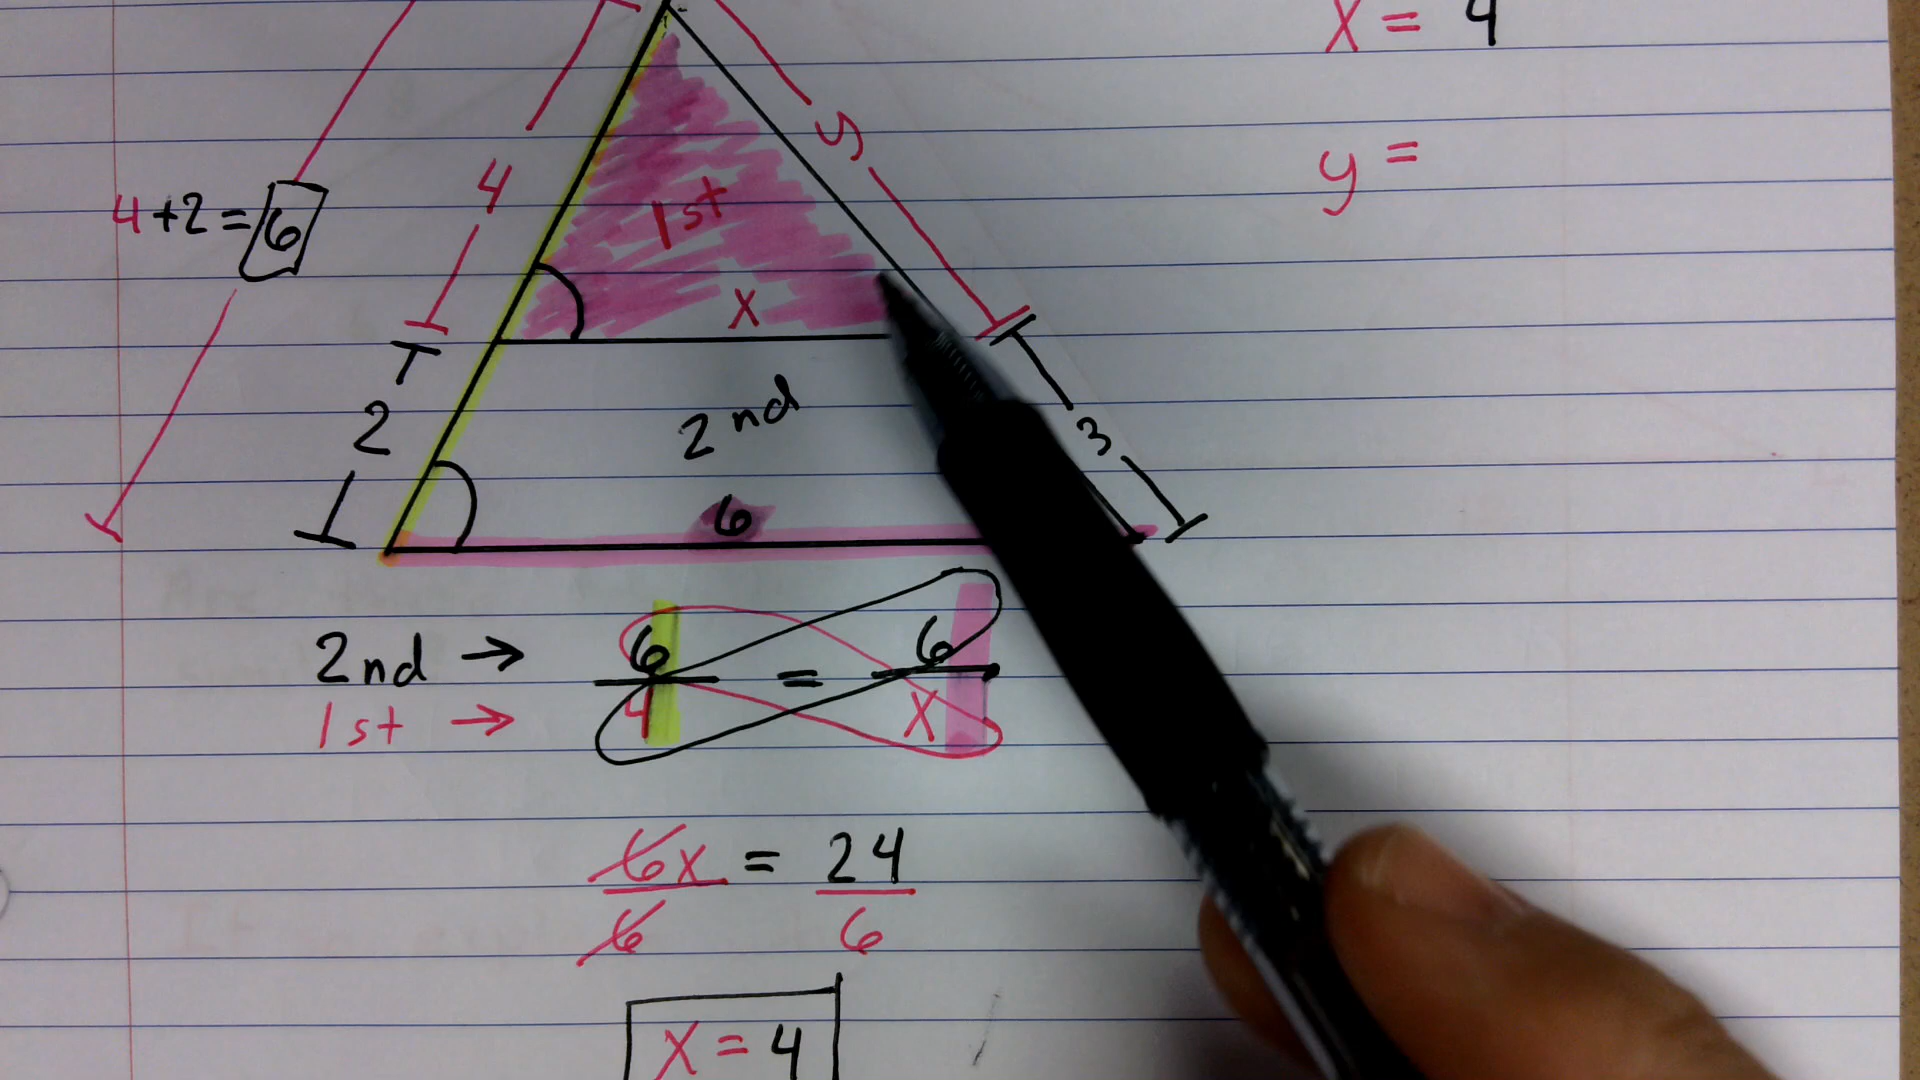 x = 4
y
y =
4
4+2=6
1st
x
2
2nd
3
6
2nd → 6 = 6
1st → 4 x
6x = 24
6 6
x = 4